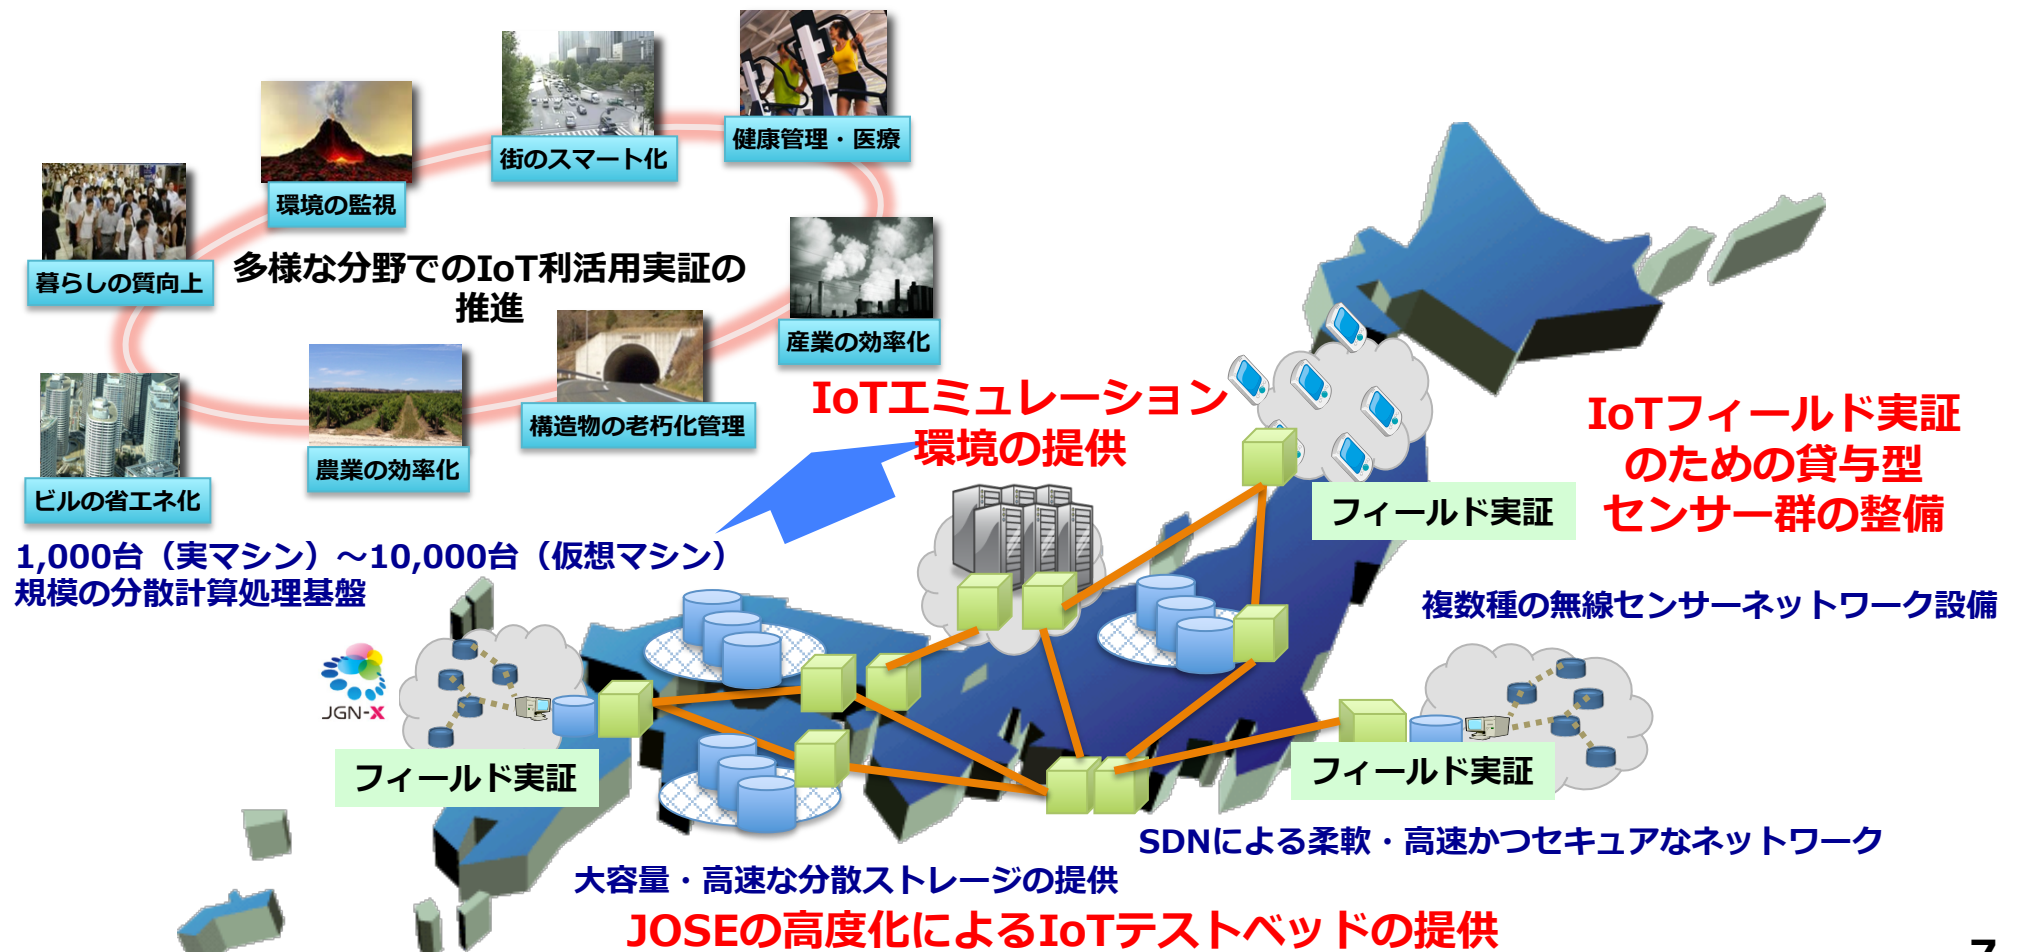 健康管理・医療
街のスマート化
環境の監視
暮らしの質向上
多様な分野でのIoT利活用実証の
推進
産業の効率化
構造物の老朽化管理
農業の効率化
ビルの省エネ化
IoTエミュレーション
環境の提供
IoTフィールド実証
のための貸与型
センサー群の整備
フィールド実証
1,000台（実マシン）～10,000台（仮想マシン）
規模の分散計算処理基盤
複数種の無線センサーネットワーク設備
JGN-X
フィールド実証
フィールド実証
SDNによる柔軟・高速かつセキュアなネットワーク
大容量・高速な分散ストレージの提供
JOSEの高度化によるIoTテストベッドの提供
7